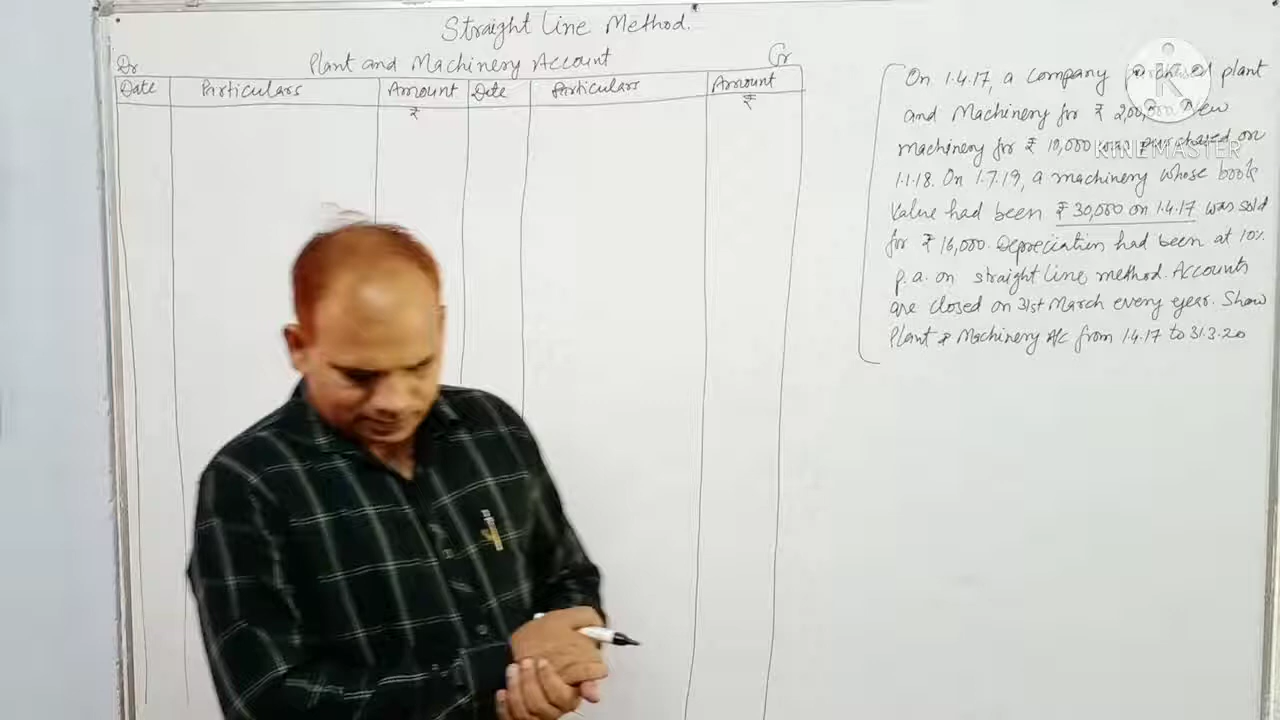 Straight Line Method.
Dr Plant and Machinery Account Cr
Date Particulars Amount ₹ Date Particulars Amount ₹
On 1.4.17, a company purchased plant
and Machinery for ₹ 200,000 New
machinery for ₹ 10,000 was purchased on
1.1.18. On 1.7.19, a machinery whose book
value had been ₹ 30,000 on 1.4.17 was sold
for ₹ 16,000. Depreciation had been at 10%
p.a. on straight line method. Accounts
are closed on 31st March every year. Show
Plant & Machinery A/c from 1.4.17 to 31.3.20
K
KINEMASTER